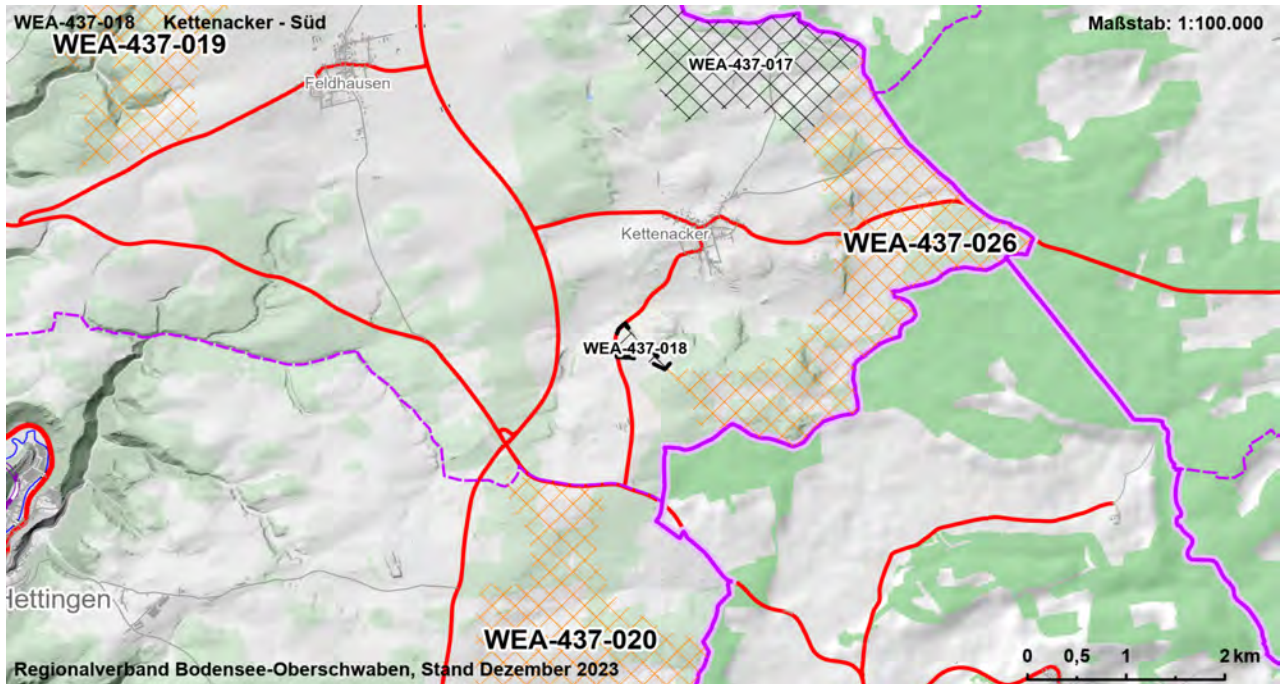 WEA-437-018 Kettenacker - Süd
Maßstab: 1:100.000
WEA-437-019
Feldhausen
WEA-437-017
Kettenacker
WEA-437-026
WEA-437-018
Hettingen
WEA-437-020
Regionalverband Bodensee-Oberschwaben, Stand Dezember 2023
0 0,5 1 2 km